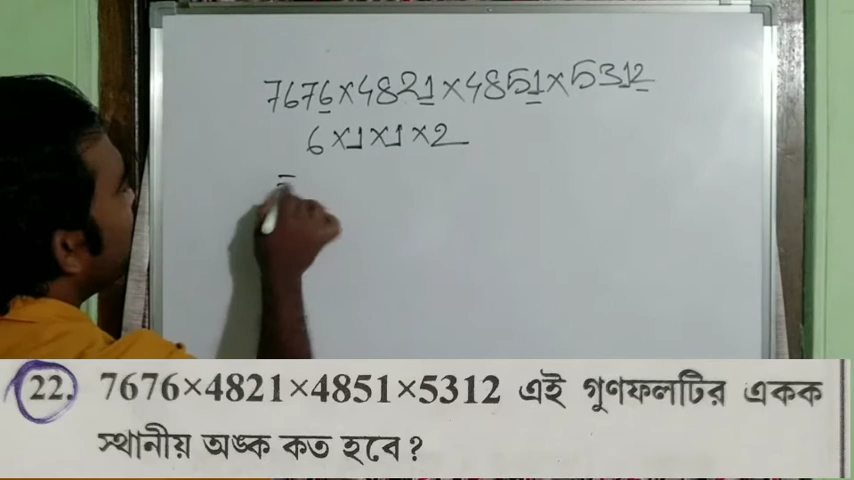 7676×4821×4851×5312
6×1×1×2
=
22. 7676×4821×4851×5312 এই গুণফলটির একক
স্থানীয় অঙ্ক কত হবে?